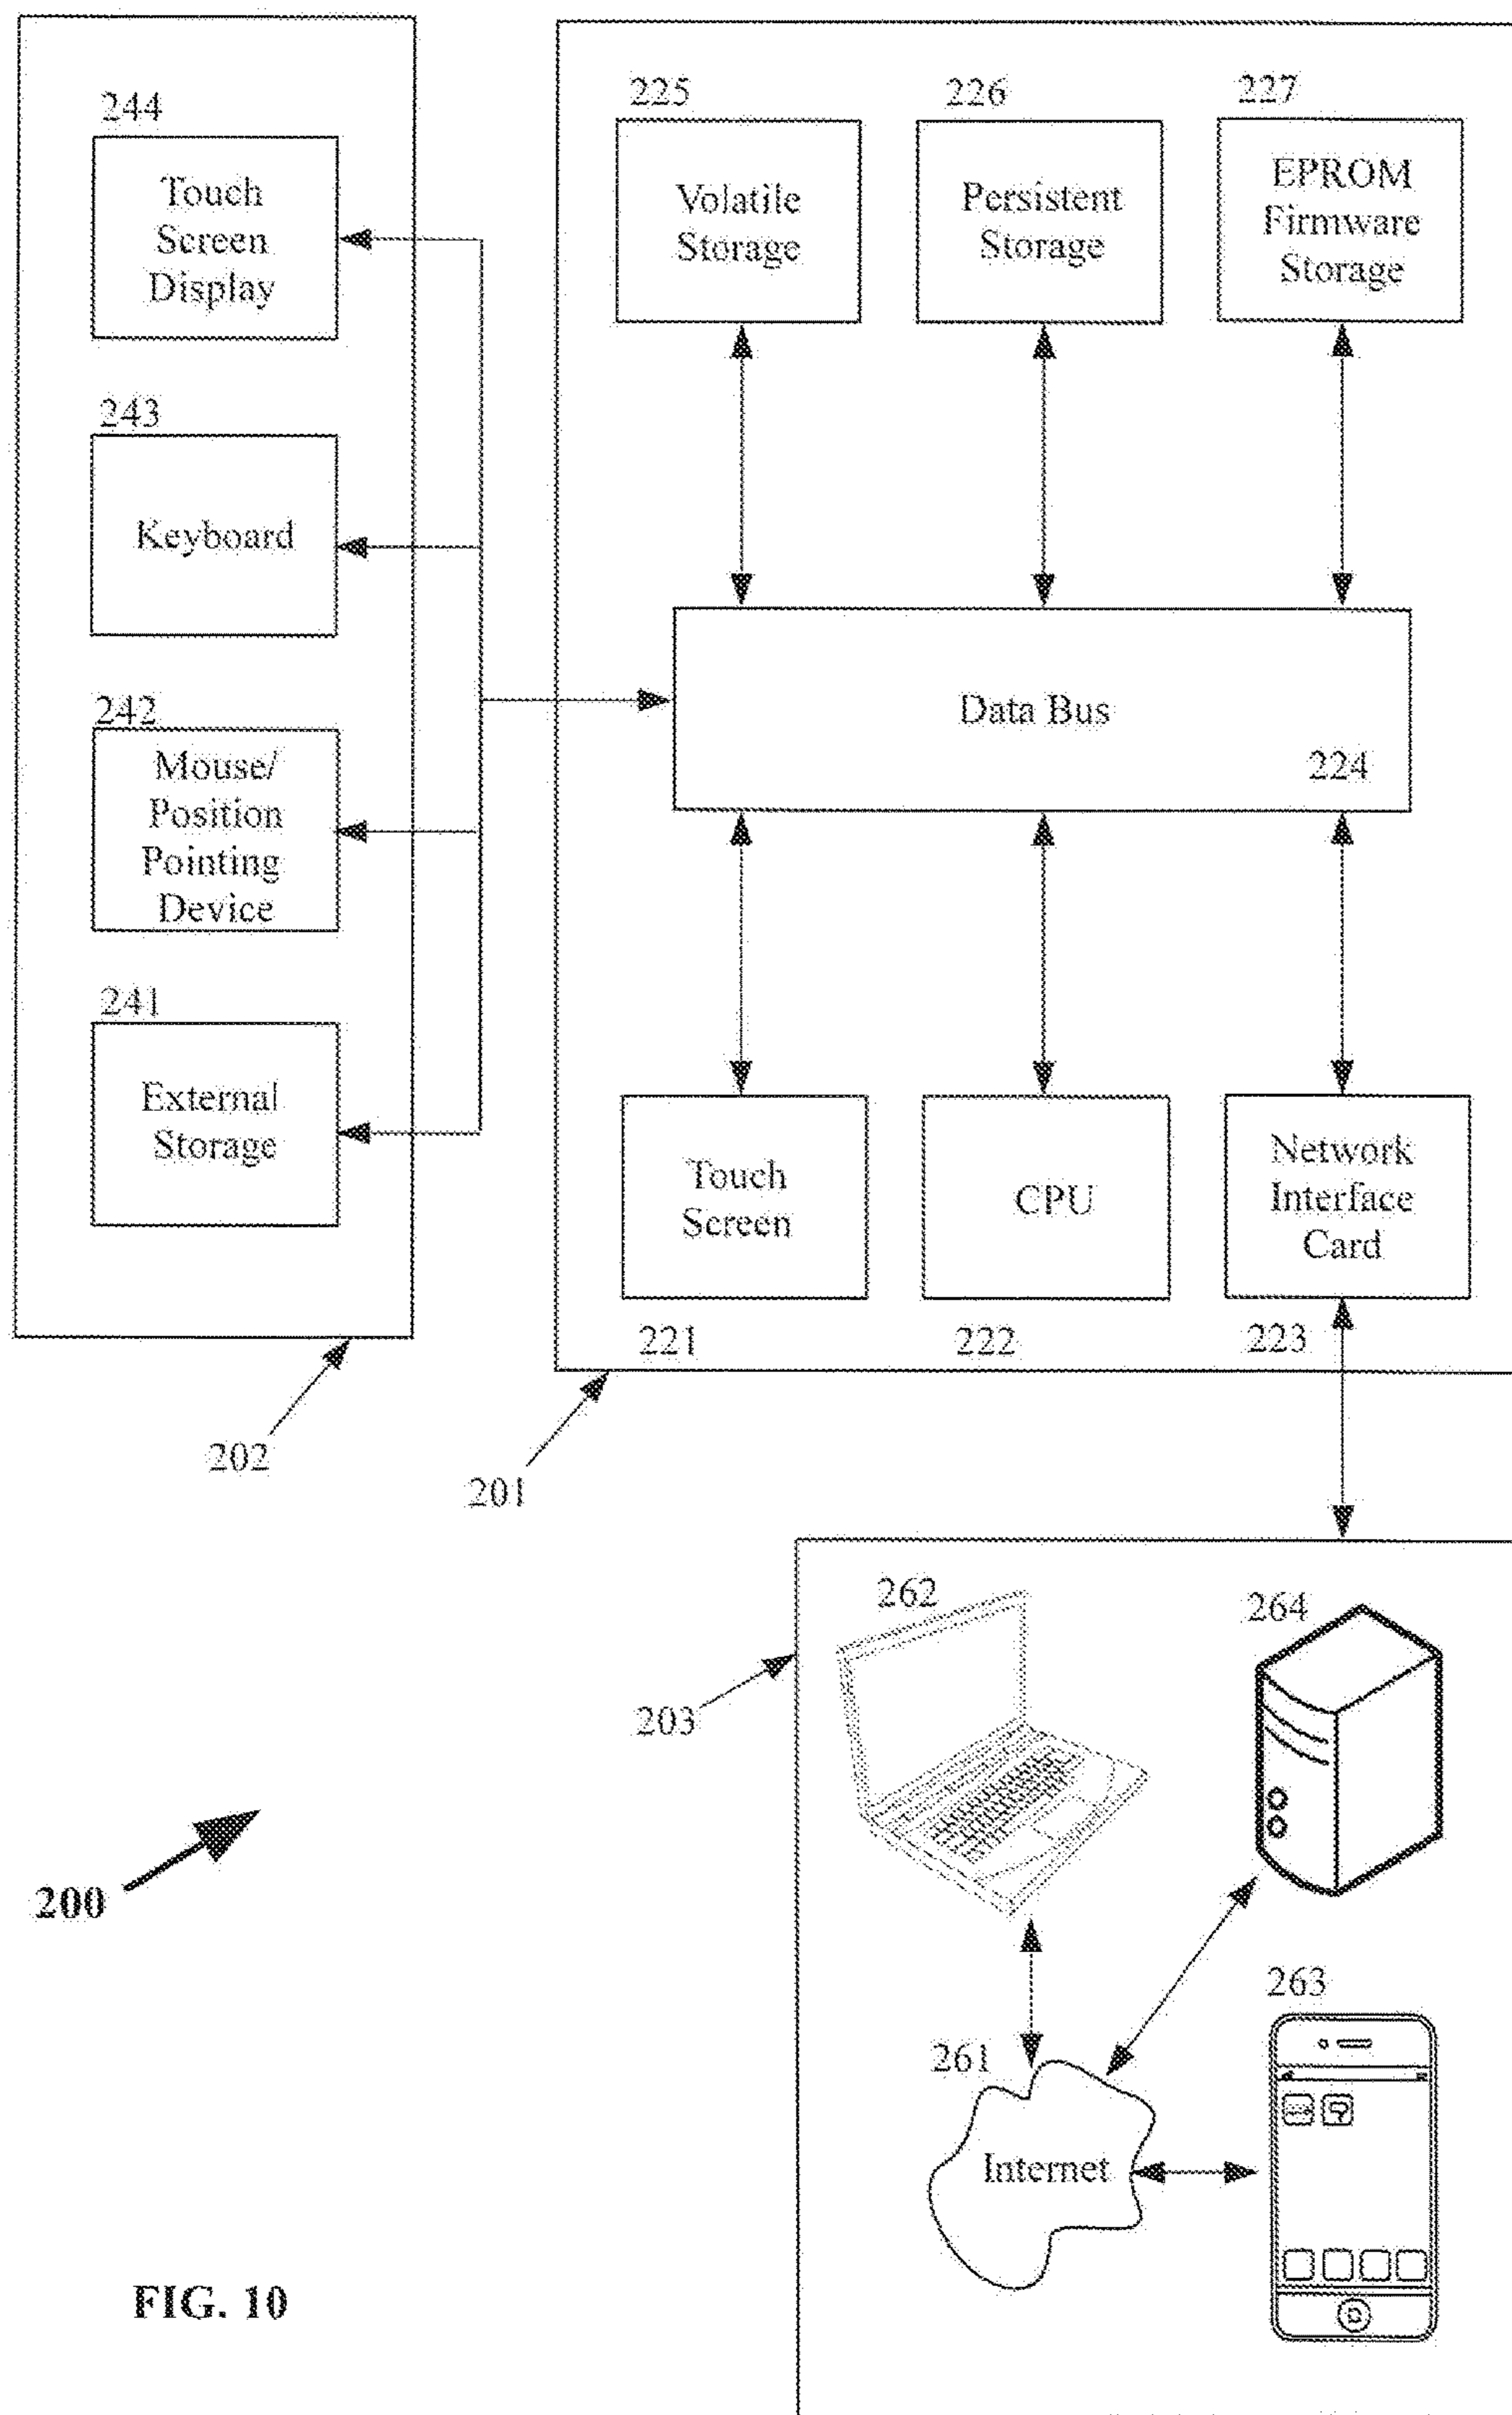 244
Touch
Screen
Display
243
Keyboard
242
Mouse/
Position
Pointing
Device
241
External
Storage
202
225
Volatile
Storage
226
Persistent
Storage
227
EPROM
Firmware
Storage
Data Bus
224
Touch
Screen
221
CPU
222
Network
Interface
Card
223
201
203
262
264
263
261
Internet
200
FIG. 10